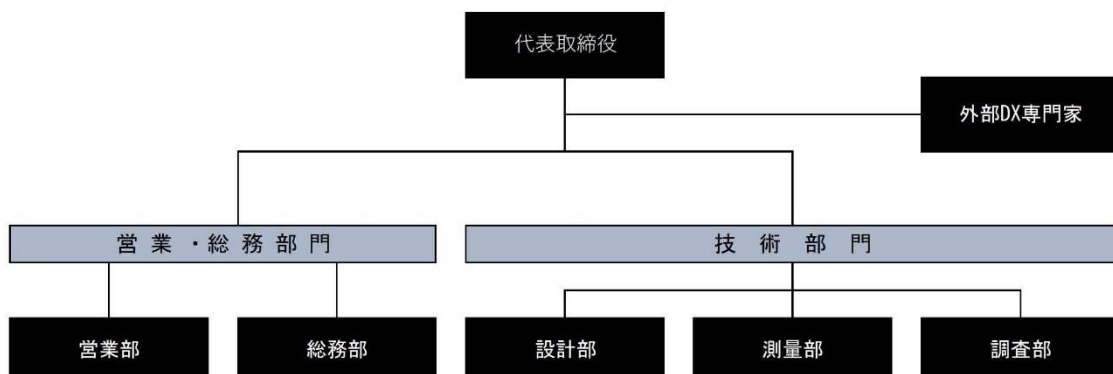 代表取締役
外部DX専門家
営業・総務部門
技術部門
営業部
総務部
設計部
測量部
調査部